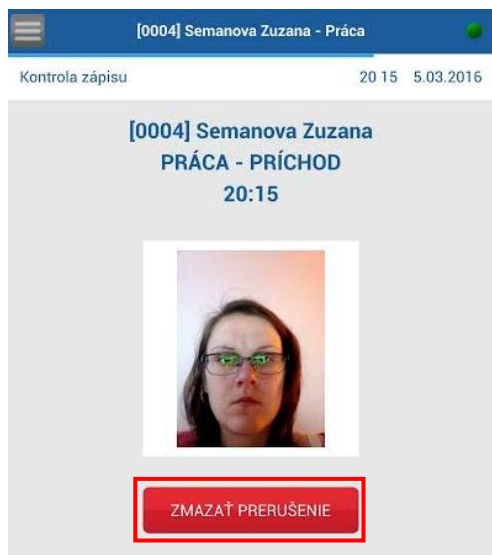 [0004] Semanova Zuzana - Práca
Kontrola zápisu 20 15 5.03.2016
[0004] Semanova Zuzana
PRÁCA - PRÍCHOD
20:15
ZMAZAŤ PRERUŠENIE